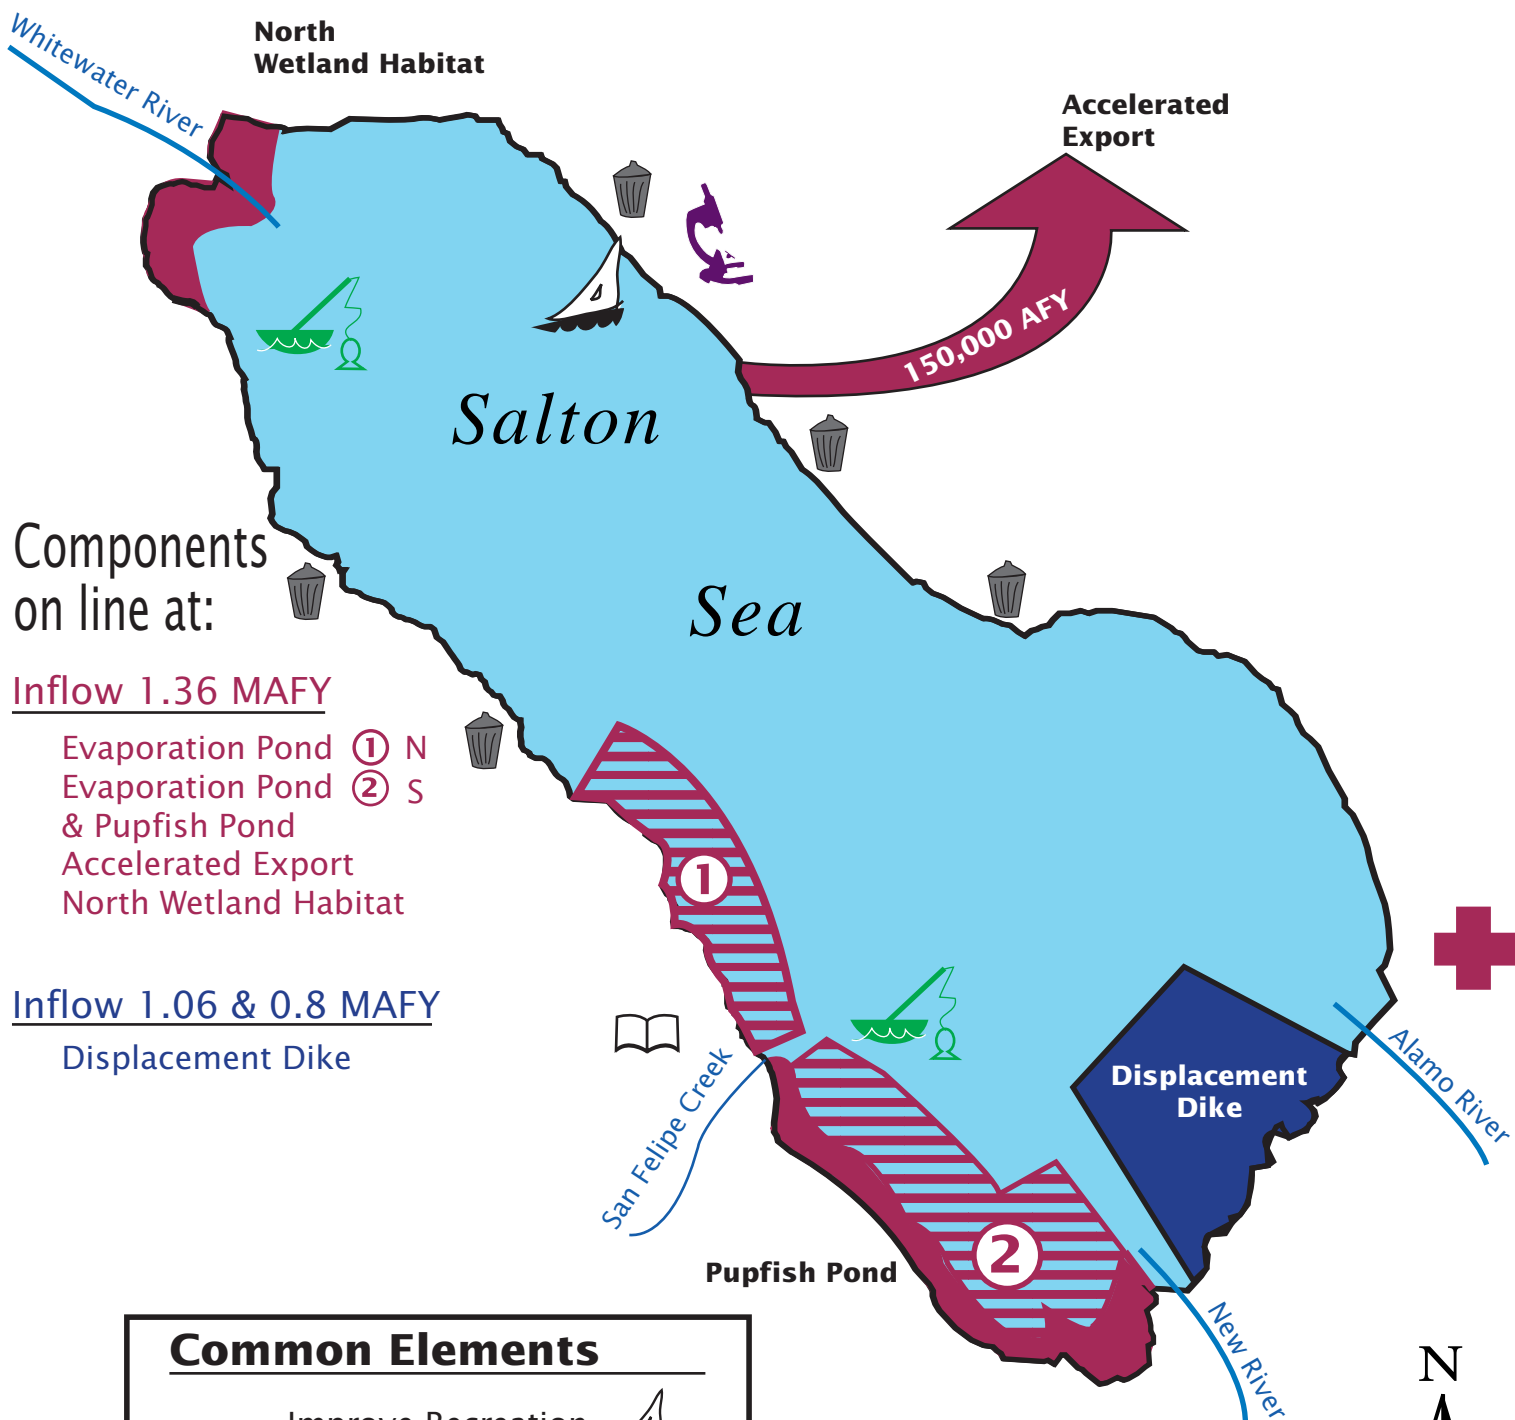 Whitewater River
North
Wetland Habitat
Accelerated
Export
150,000 AFY
Salton
Sea
Components
on line at:
Inflow 1.36 MAFY
Evaporation Pond 1 N
Evaporation Pond 2 S
& Pupfish Pond
Accelerated Export
North Wetland Habitat
Inflow 1.06 & 0.8 MAFY
Displacement Dike
1
San Felipe Creek
Displacement
Dike
Alamo River
2
Pupfish Pond
New River
N
Common Elements
Improve Recreation